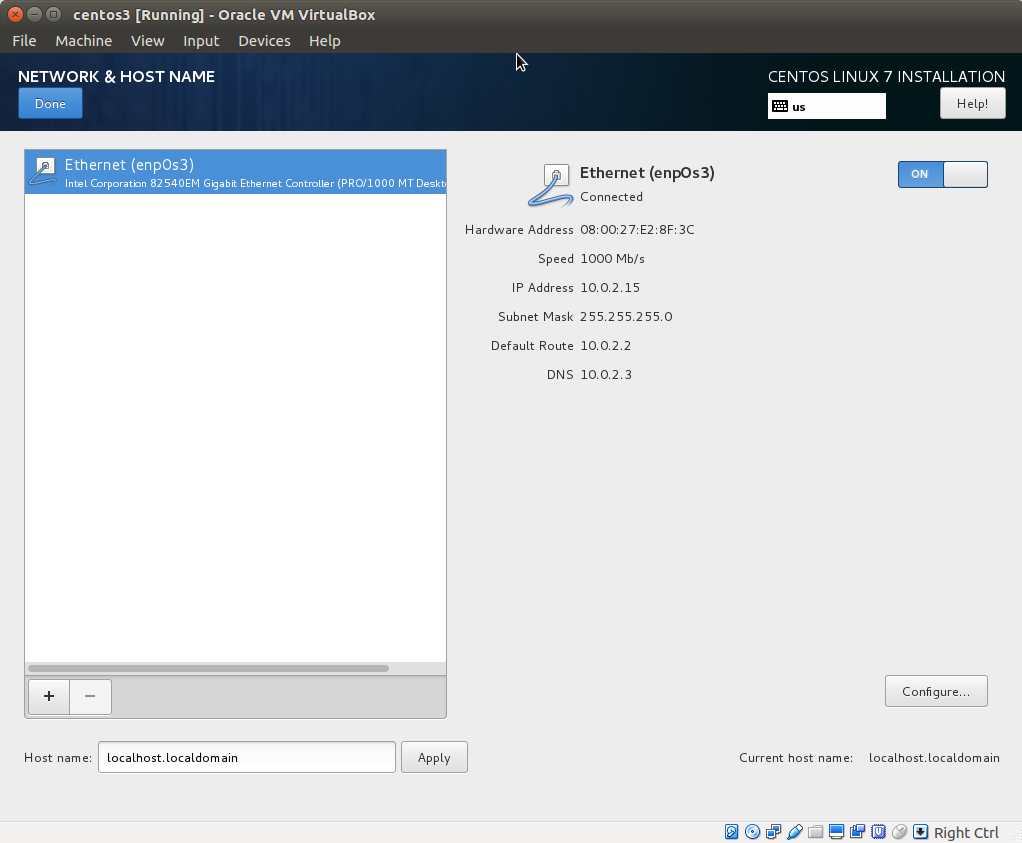 centos3 [Running] - Oracle VM VirtualBox
File Machine View Input Devices Help
NETWORK & HOST NAME
CENTOS LINUX 7 INSTALLATION
Done
us
Help!
Ethernet (enp0s3)
Intel Corporation 82540EM Gigabit Ethernet Controller (PRO/1000 MT Deskto
Ethernet (enp0s3)
Connected
ON
Hardware Address 08:00:27:E2:8F:3C
Speed 1000 Mb/s
IP Address 10.0.2.15
Subnet Mask 255.255.255.0
Default Route 10.0.2.2
DNS 10.0.2.3
+ −
Configure...
Host name: localhost.localdomain Apply
Current host name: localhost.localdomain
Right Ctrl